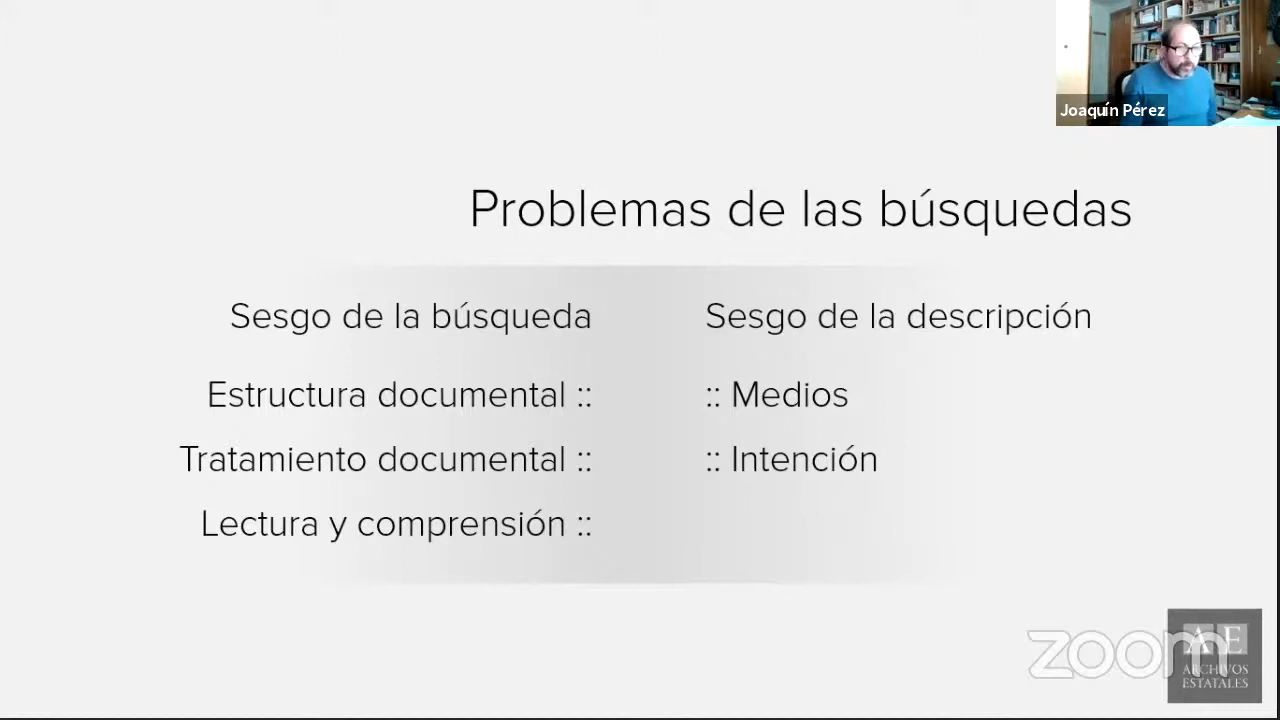 Joaquín Pérez
Problemas de las búsquedas
Sesgo de la búsqueda
Estructura documental ::
Tratamiento documental ::
Lectura y comprensión ::
Sesgo de la descripción
:: Medios
:: Intención
zoom
AE
ARCHIVOS
ESTATALES